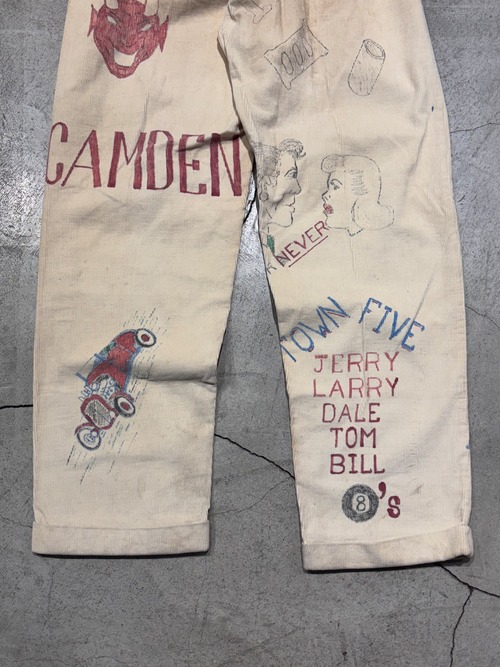 CAMDEN
NEVER
TOWN FIVE
JERRY
LARRY
DALE
TOM
BILL
8's